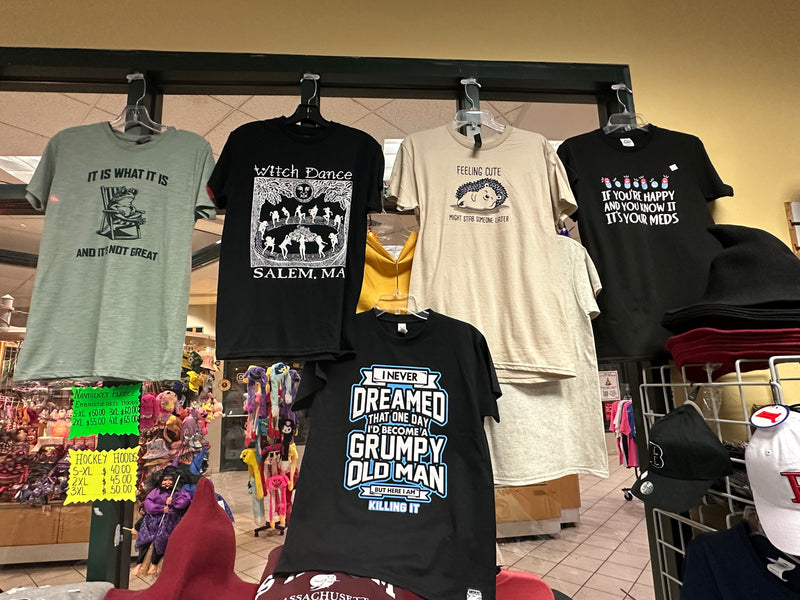 IT IS WHAT IT IS
AND IT'S NOT GREAT
Witch Dance
SALEM, MA
FEELING CUTE
MIGHT STAB SOMEONE LATER
IF YOU'RE HAPPY
AND YOU KNOW IT
IT'S YOUR MEDS
I NEVER
DREAMED
THAT ONE DAY
I'D BECOME A
GRUMPY
OLD MAN
BUT HERE I AM
KILLING IT
HOCKEY HOODS
S-XL $40.00
2XL $45.00
3XL $50.00
B